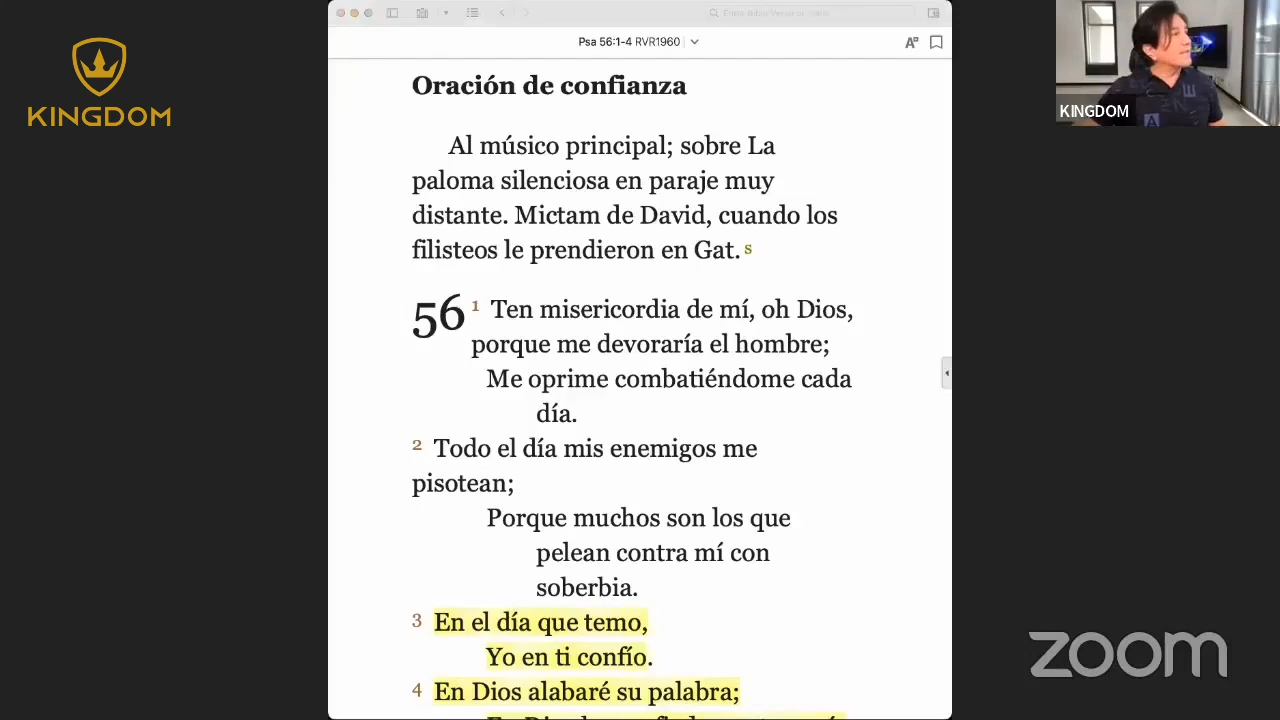 KINGDOM
Psa 56:1-4 RVR1960
Oración de confianza
Al músico principal; sobre La
paloma silenciosa en paraje muy
distante. Mictam de David, cuando los
filisteos le prendieron en Gat. s
56 1 Ten misericordia de mí, oh Dios,
porque me devoraría el hombre;
Me oprime combatiéndome cada
día.
2 Todo el día mis enemigos me
pisotean;
Porque muchos son los que
pelean contra mí con
soberbia.
3 En el día que temo,
Yo en ti confío.
4 En Dios alabaré su palabra;
KINGDOM
zoom